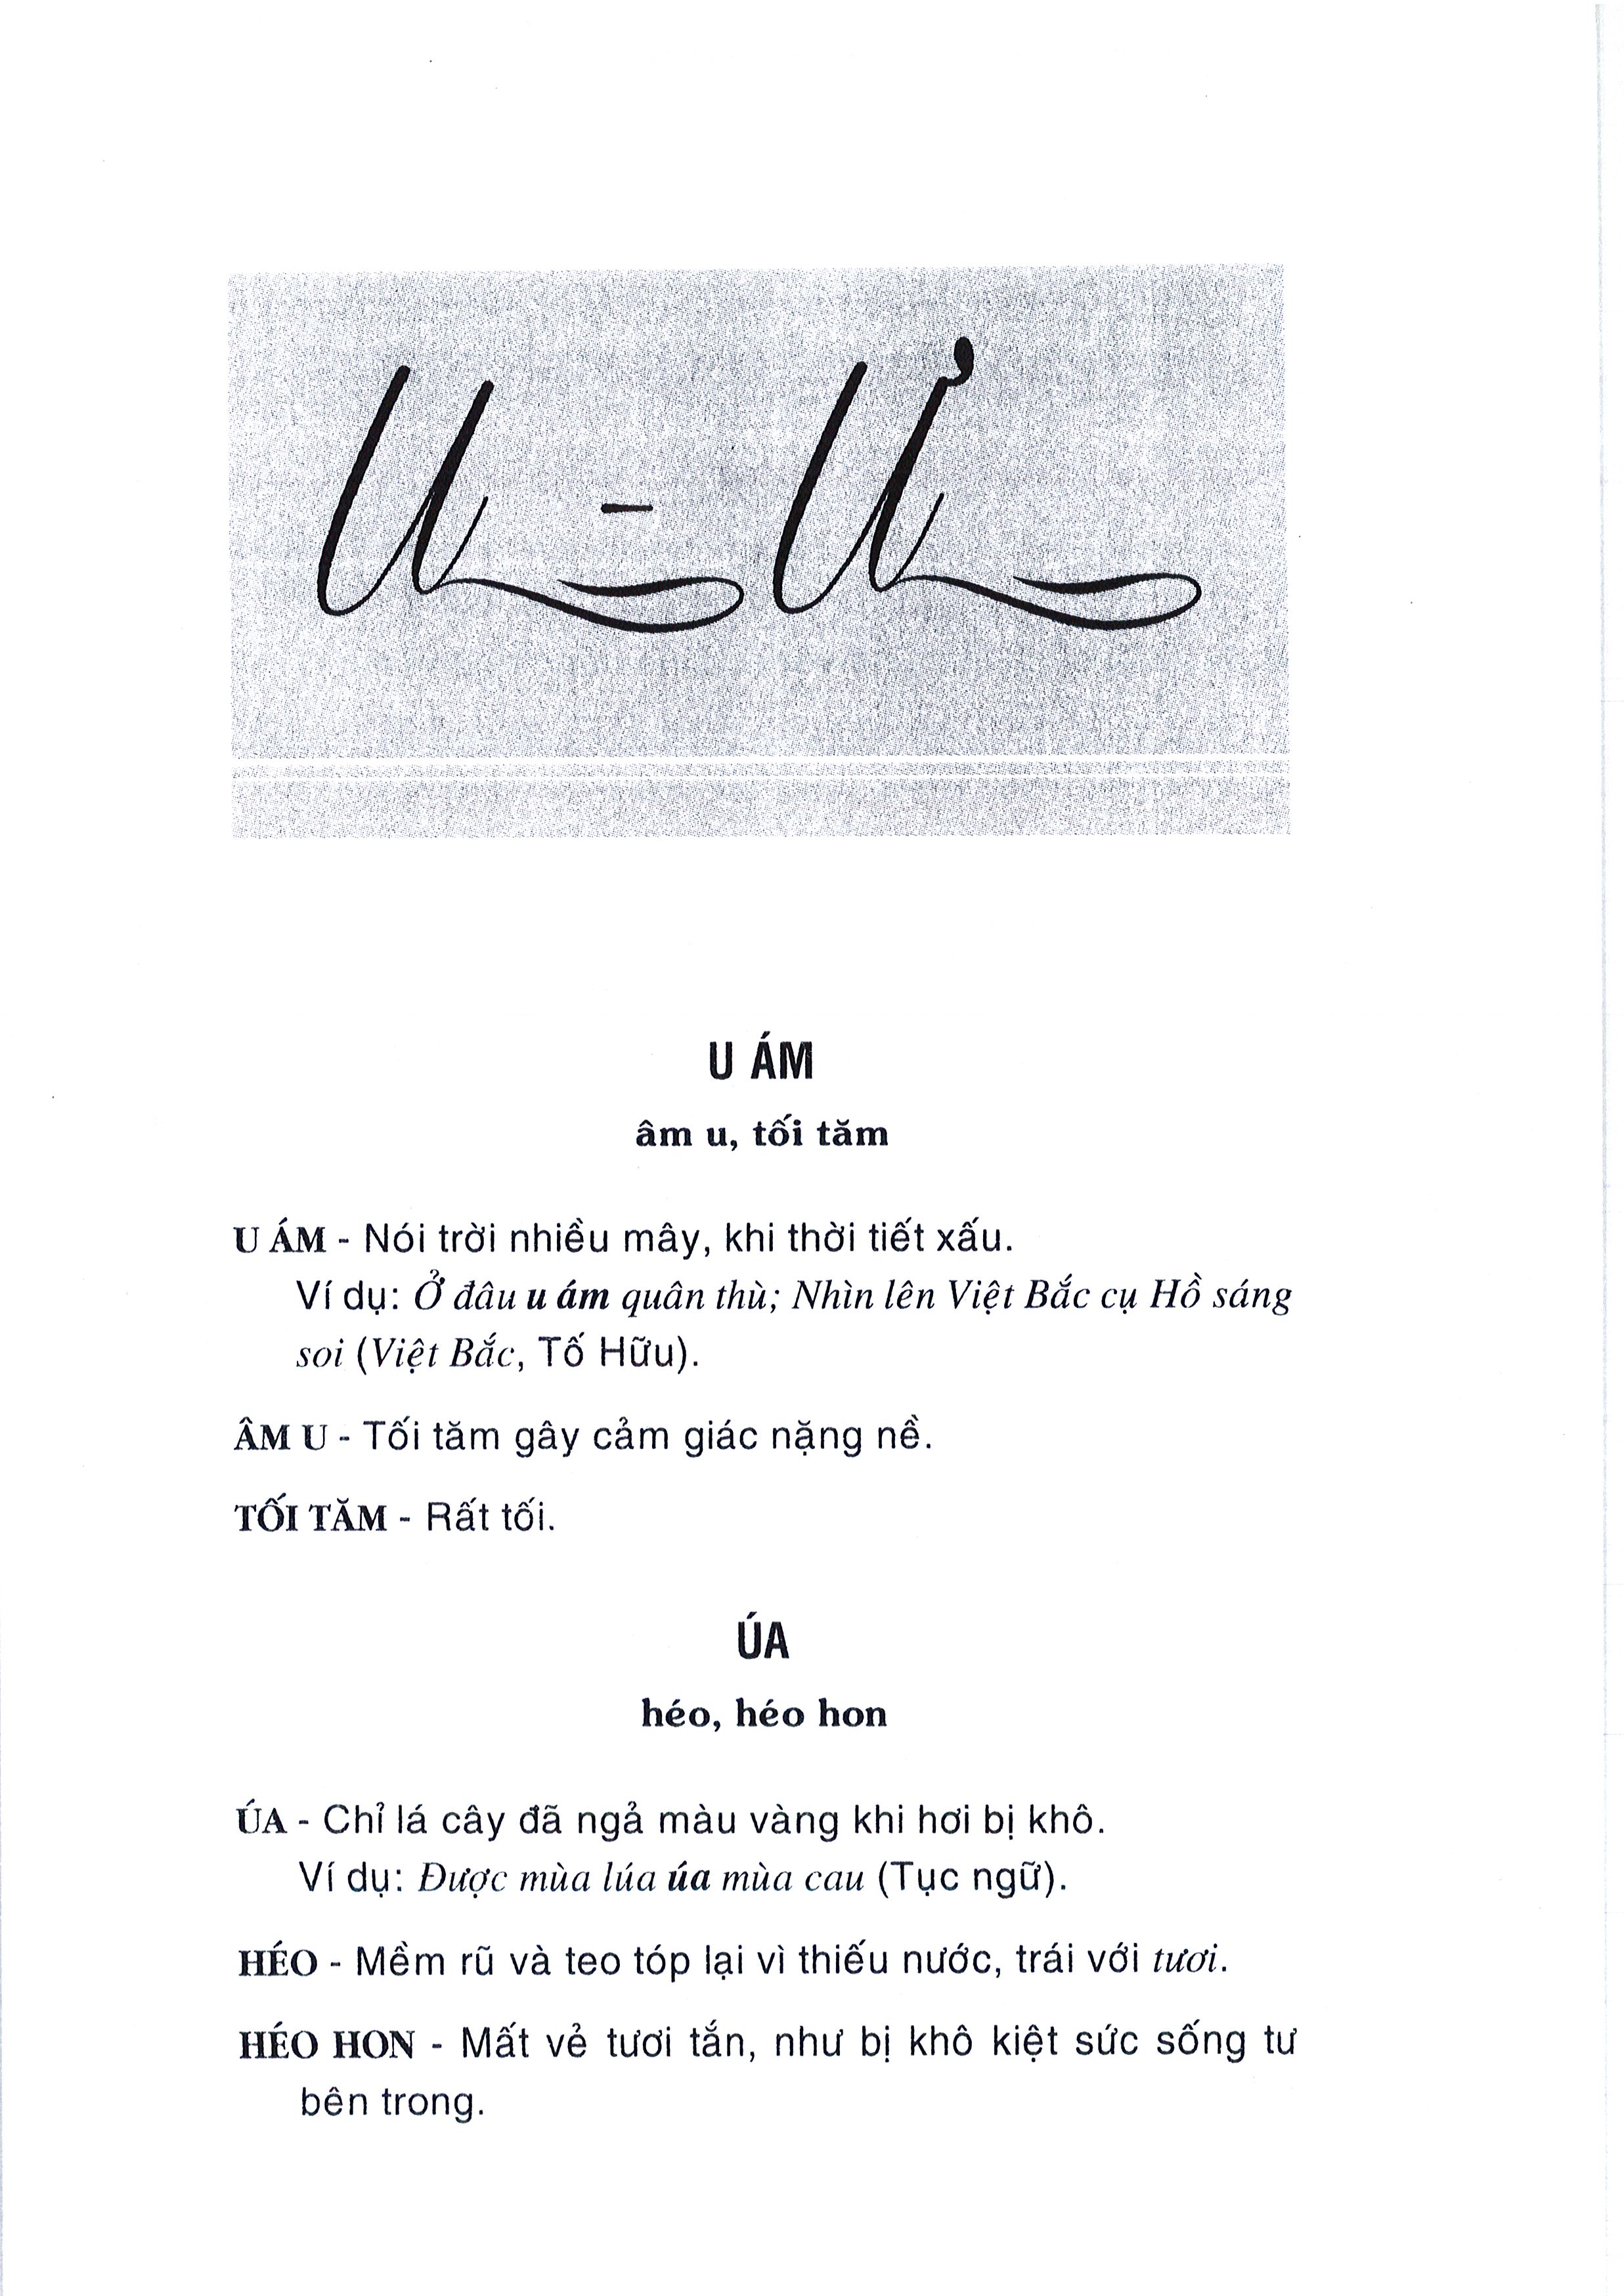 U - Ư
U ÁM
âm u, tối tăm
U ÁM - Nói trời nhiều mây, khi thời tiết xấu.
Ví dụ: Ở đâu u ám quân thù; Nhìn lên Việt Bắc cụ Hồ sáng
soi (Việt Bắc, Tố Hữu).
ÂM U - Tối tăm gây cảm giác nặng nề.
TỐI TĂM - Rất tối.
ÚA
héo, héo hon
ÚA - Chỉ lá cây đã ngả màu vàng khi hơi bị khô.
Ví dụ: Được mùa lúa úa mùa cau (Tục ngữ).
HÉO - Mềm rũ và teo tóp lại vì thiếu nước, trái với tươi.
HÉO HON - Mất vẻ tươi tắn, như bị khô kiệt sức sống tư
bên trong.